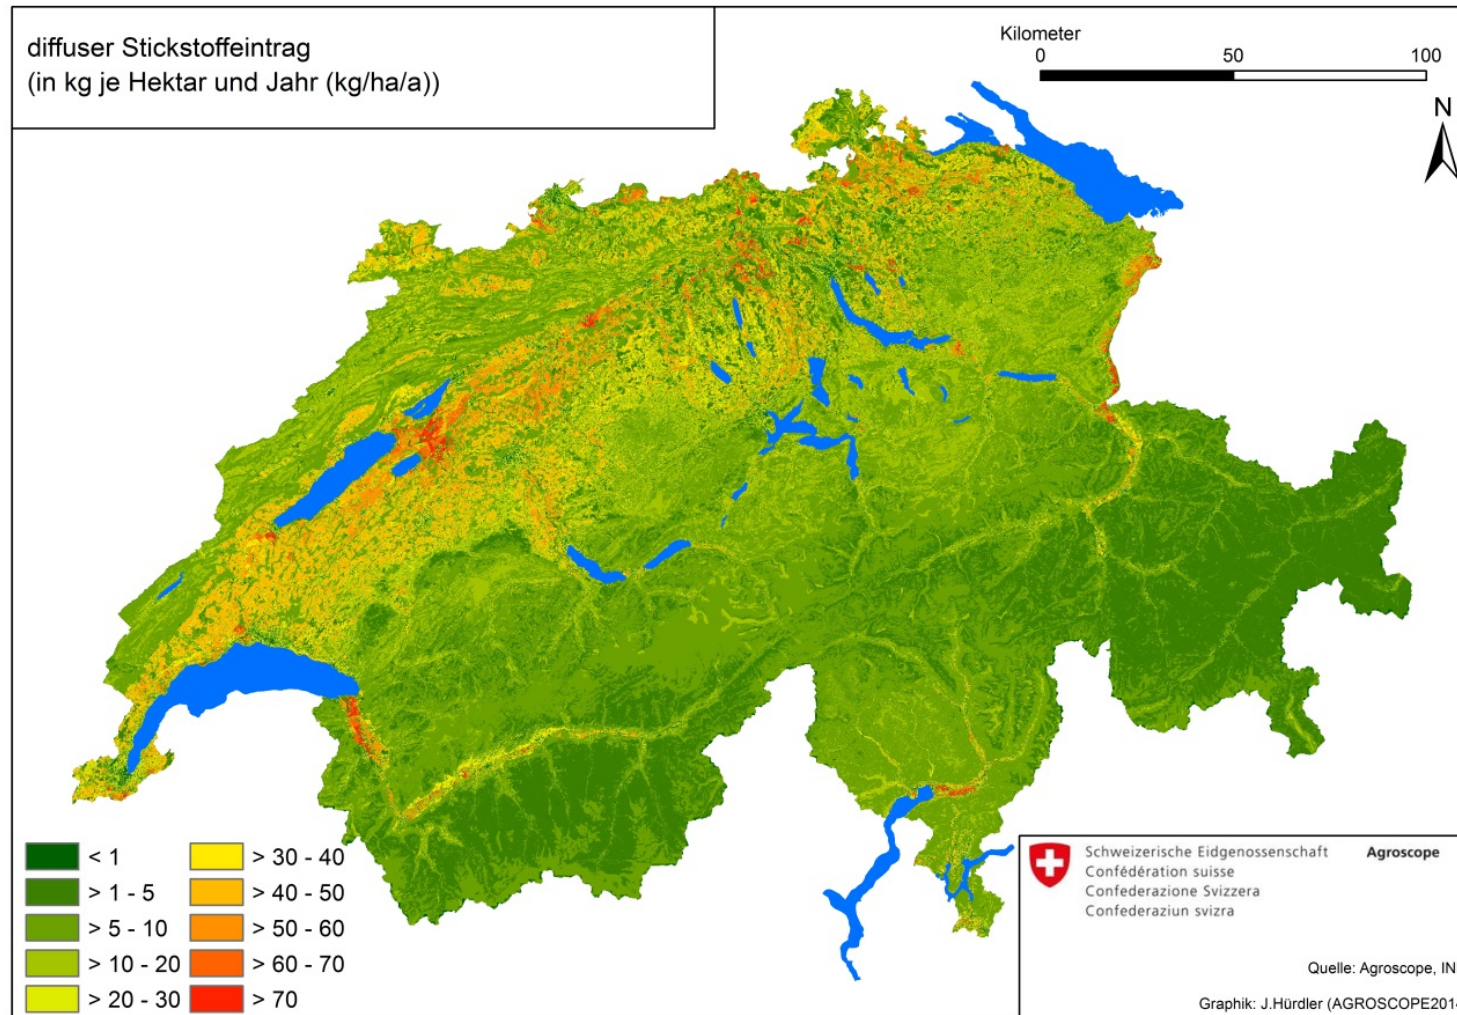 diffuser Stickstoffeintrag
(in kg je Hektar und Jahr (kg/ha/a))
Kilometer
0 50 100
N
< 1
> 1 - 5
> 5 - 10
> 10 - 20
> 20 - 30
> 30 - 40
> 40 - 50
> 50 - 60
> 60 - 70
> 70
Schweizerische Eidgenossenschaft
Confédération suisse
Confederazione Svizzera
Confederaziun svizra
Agroscope
Quelle: Agroscope, IN
Graphik: J.Hürdler (AGROSCOPE2014